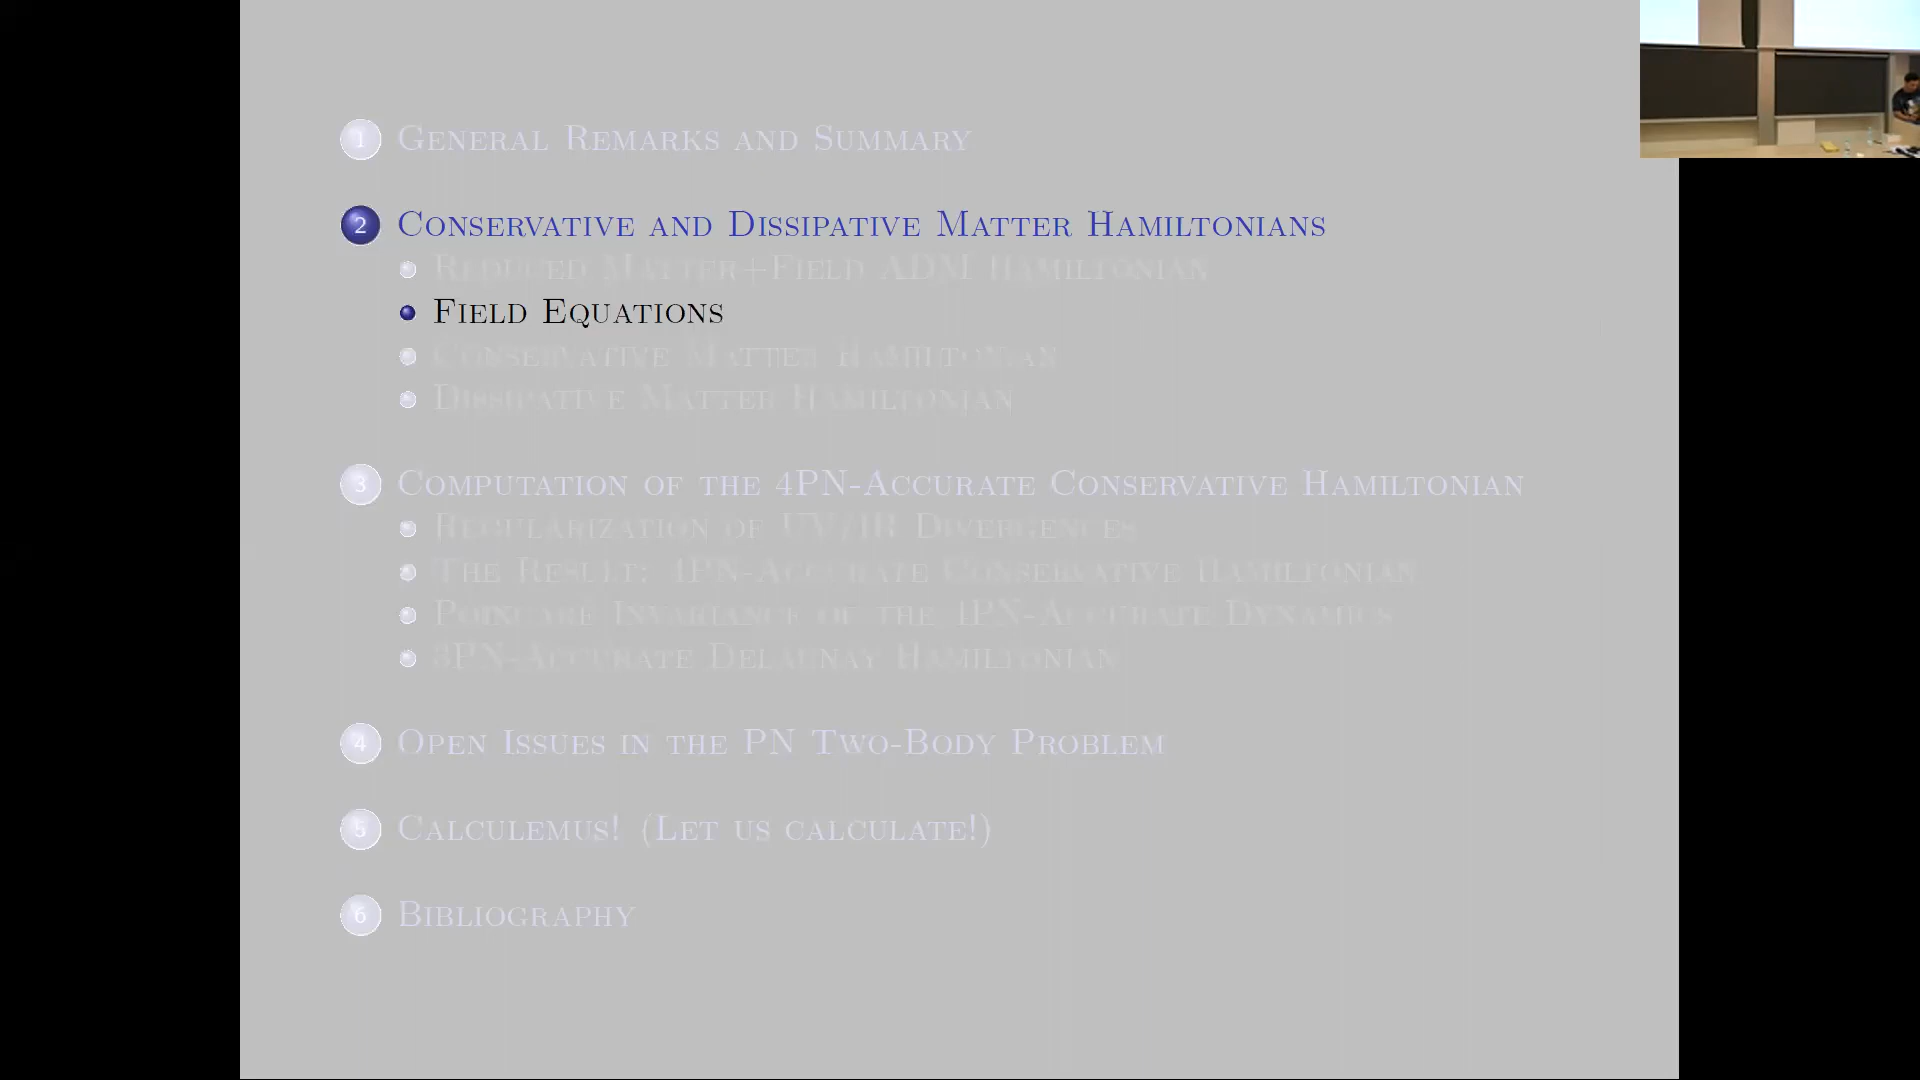 1 General Remarks and Summary
2 Conservative and Dissipative Matter Hamiltonians
Reduced Matter+Field ADM Hamiltonian
Field Equations
Conservative Matter Hamiltonian
Dissipative Matter Hamiltonian
3 Computation of the 4PN-Accurate Conservative Hamiltonian
Regularization of UV/IR Divergences
The Result: 4PN-Accurate Conservative Hamiltonian
Poincaré Invariance of the 4PN-Accurate Dynamics
3PN-Accurate Delaunay Hamiltonian
4 Open Issues in the PN Two-Body Problem
5 Calculemus! (Let us calculate!)
6 Bibliography